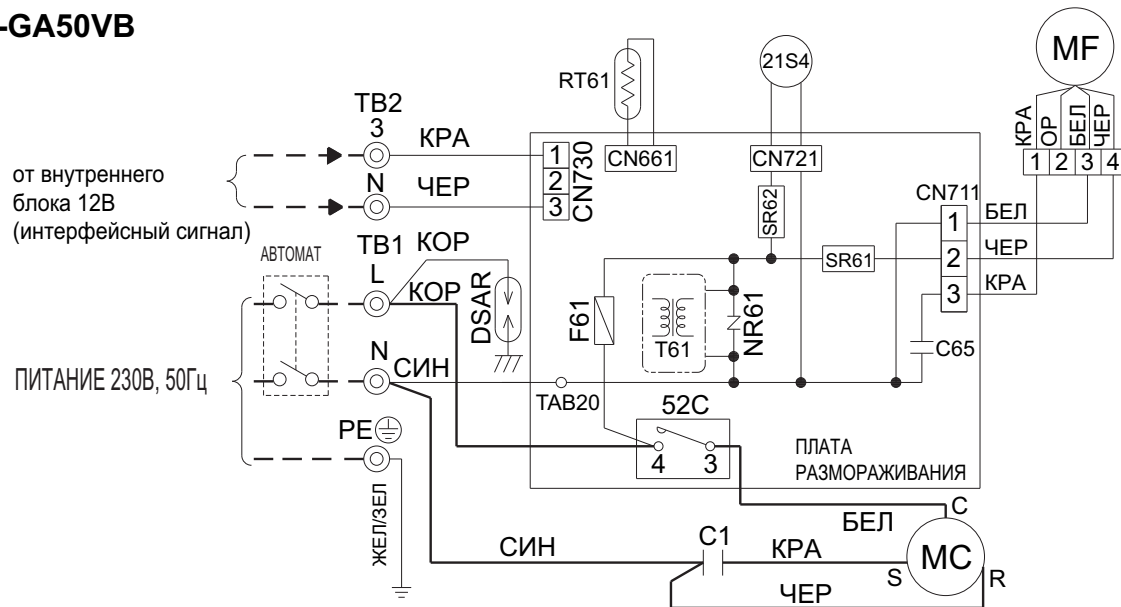 -GA50VB
MF
21S4
RT61
TB2
3
КРА
КРА
ОР
БЕЛ
ЧЕР
1 2 3 4
CN661
CN721
1
2
3
CN730
от внутреннего
блока 12В
(интерфейсный сигнал)
N
ЧЕР
SR62
CN711
1
2
3
БЕЛ
ЧЕР
КРА
АВТОМАТ
TB1
L
КОР
КОР
DSAR
F61
T61
NR61
SR61
C65
ПИТАНИЕ 230В, 50Гц
N
СИН
TAB20
52C
4 3
ПЛАТА
РАЗМОРАЖИВАНИЯ
PE
ЖЕЛ/ЗЕЛ
СИН
C1
КРА
ЧЕР
БЕЛ
C
MC
S
R